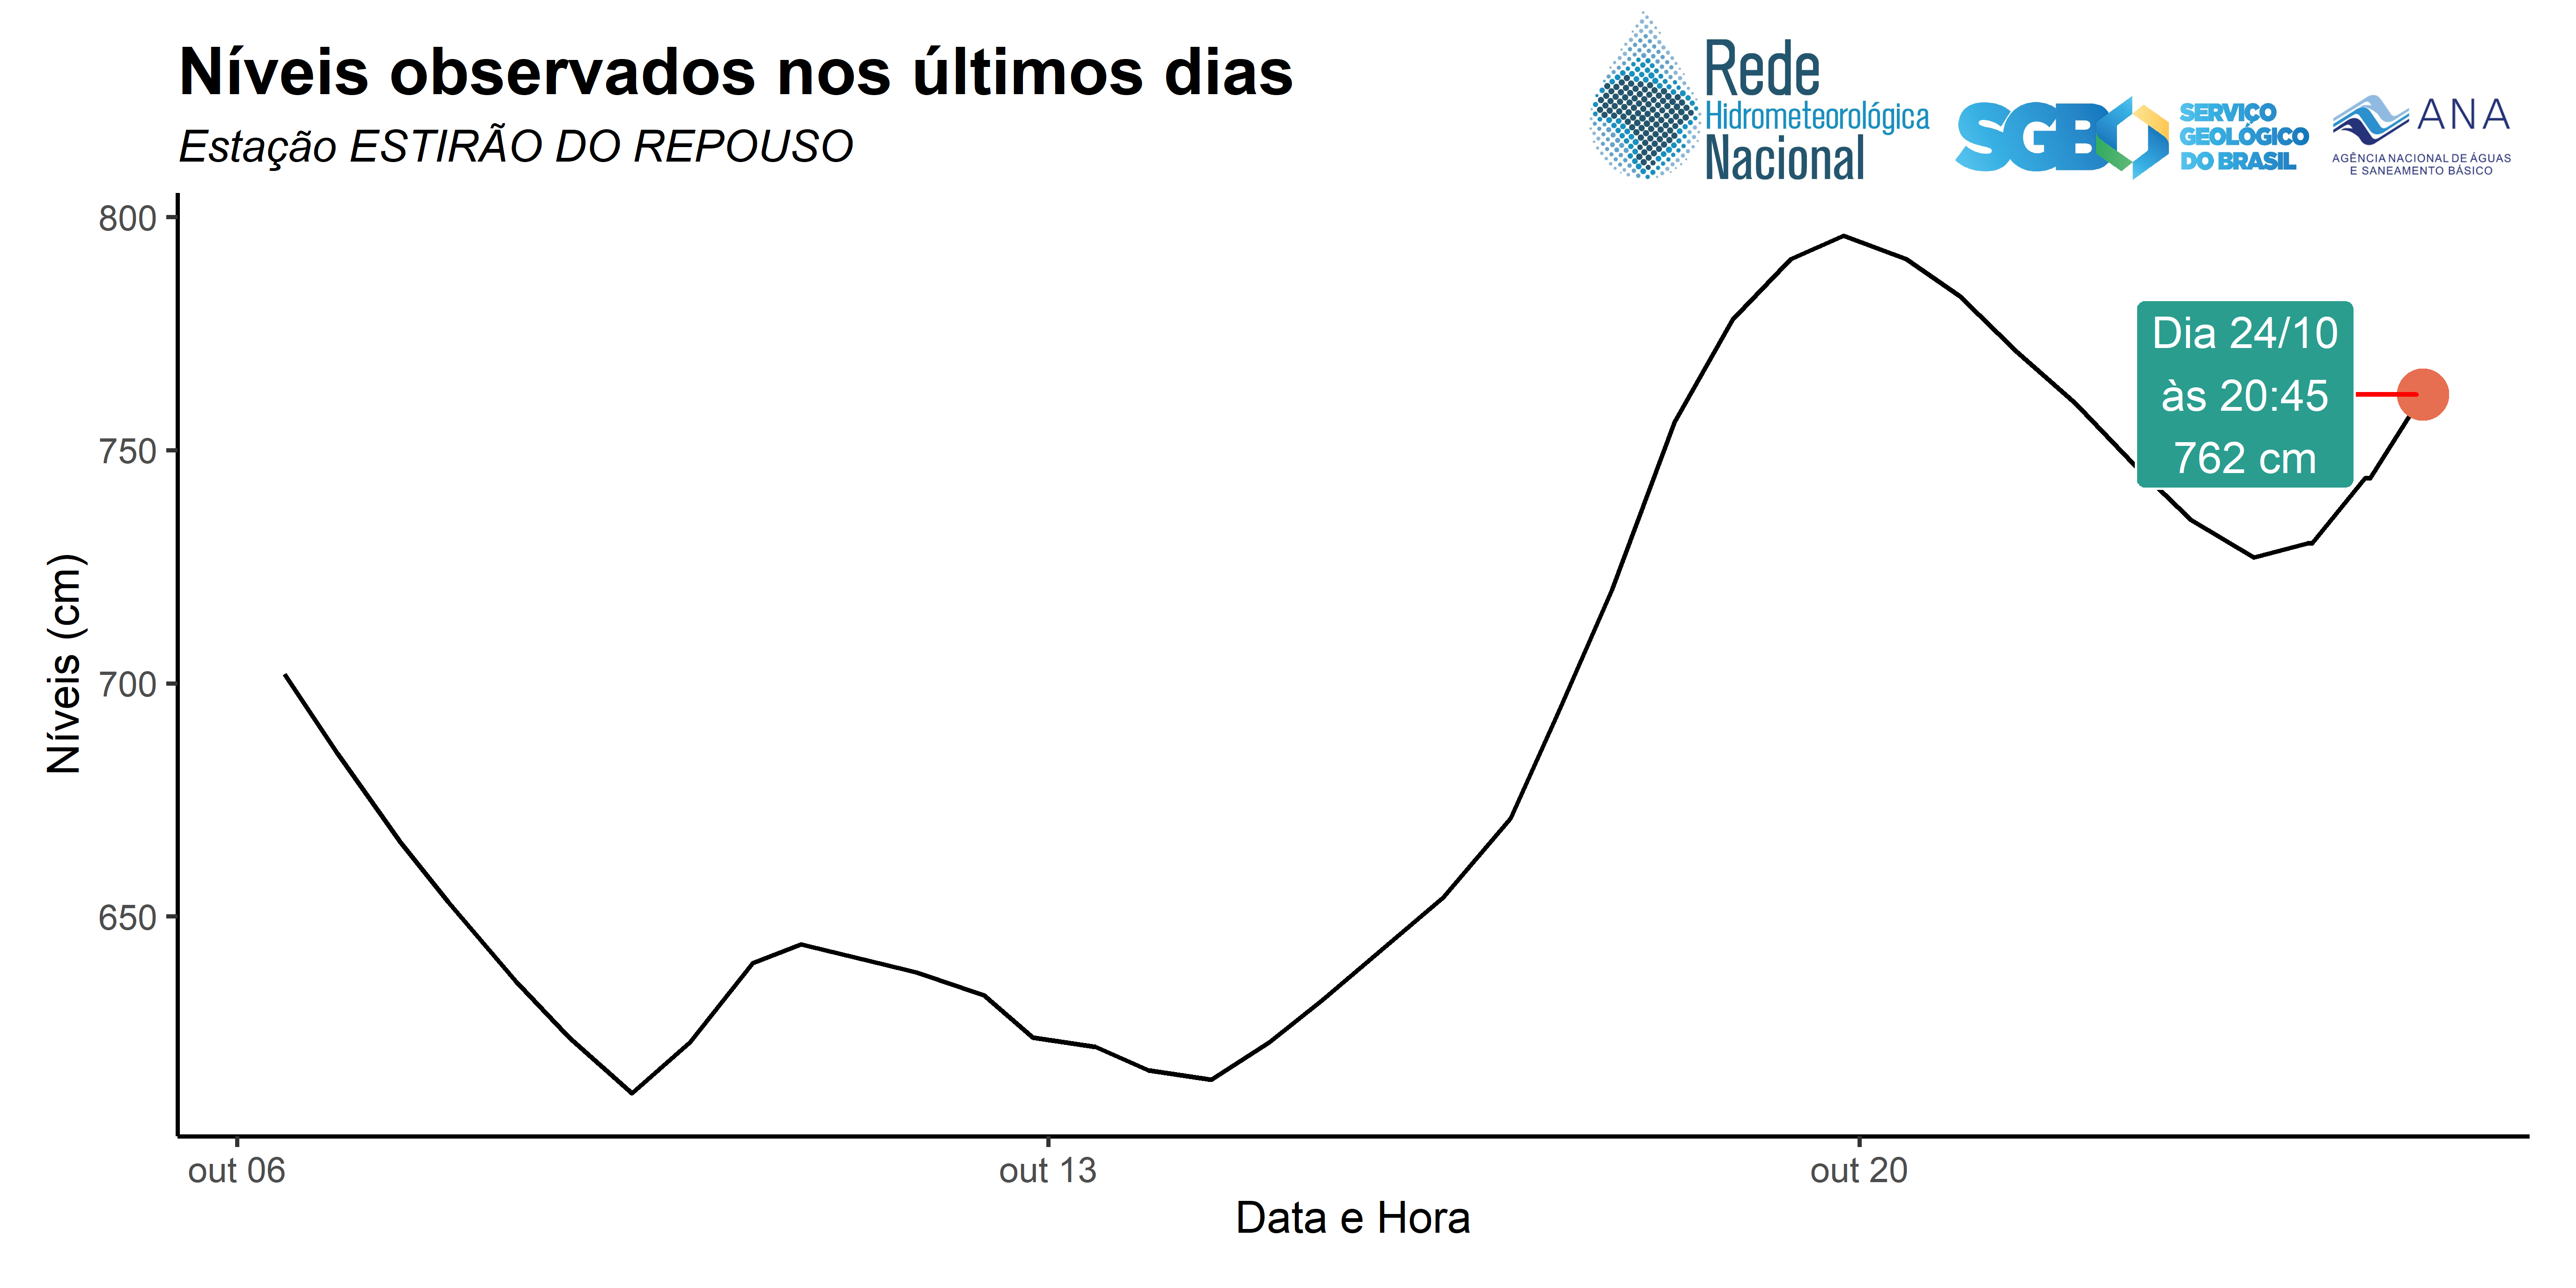 Níveis observados nos últimos dias
Estação ESTIRÃO DO REPOUSO
Rede
Hidrometeorológica
Nacional
SGB
SERVIÇO
GEOLÓGICO
DO BRASIL
ANA
AGÊNCIA NACIONAL DE ÁGUAS
E SANEAMENTO BÁSICO
Níveis (cm)
800
750
700
650
Dia 24/10
às 20:45
762 cm
out 06
out 13
out 20
Data e Hora